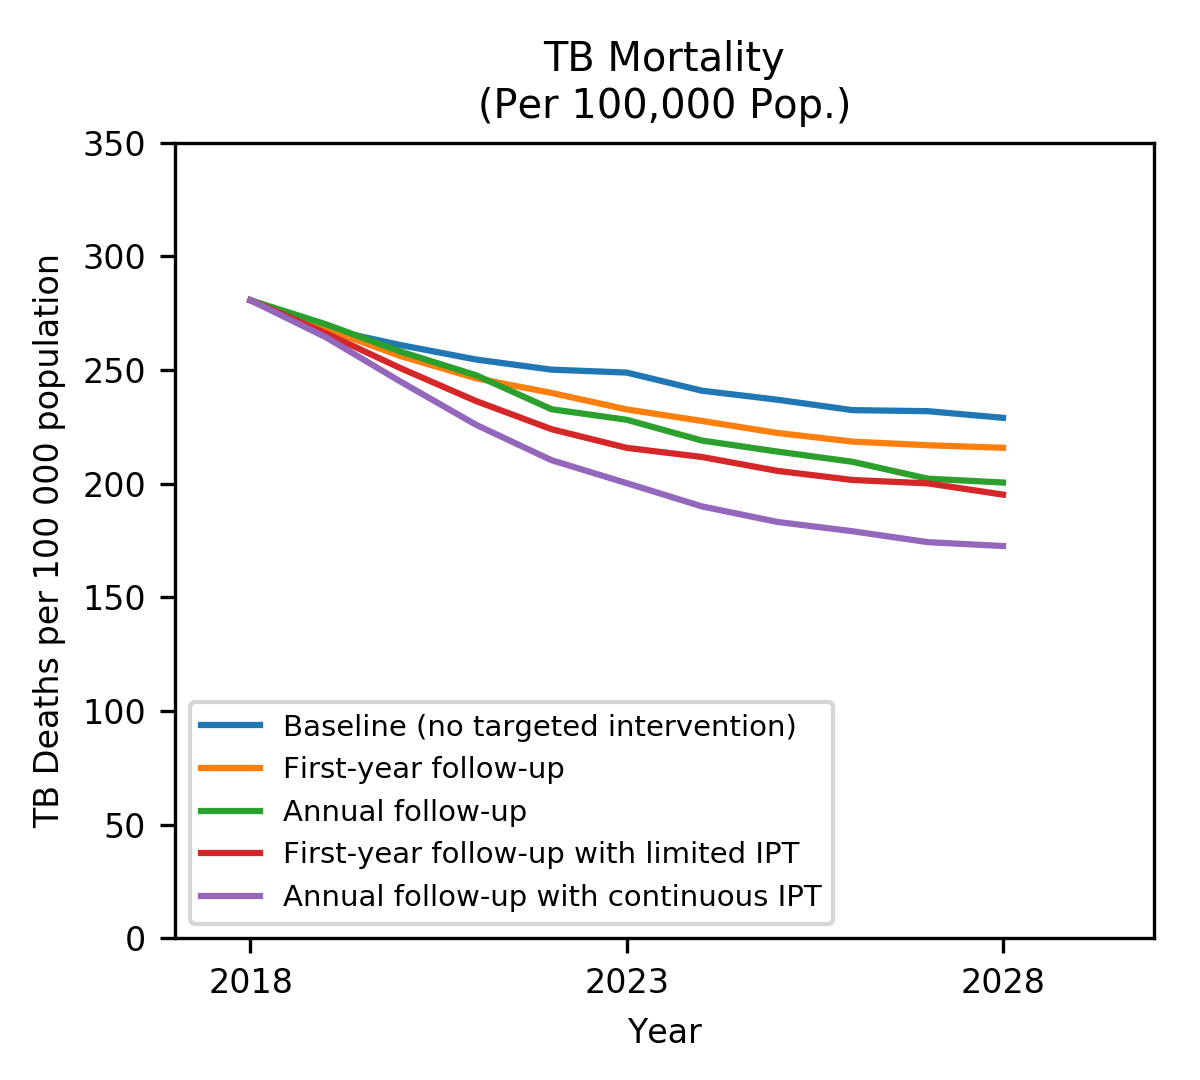 TB Mortality
(Per 100,000 Pop.)
350
300
250
200
150
100
50
0
TB Deaths per 100 000 population
Baseline (no targeted intervention)
First-year follow-up
Annual follow-up
First-year follow-up with limited IPT
Annual follow-up with continuous IPT
2018
2023
2028
Year